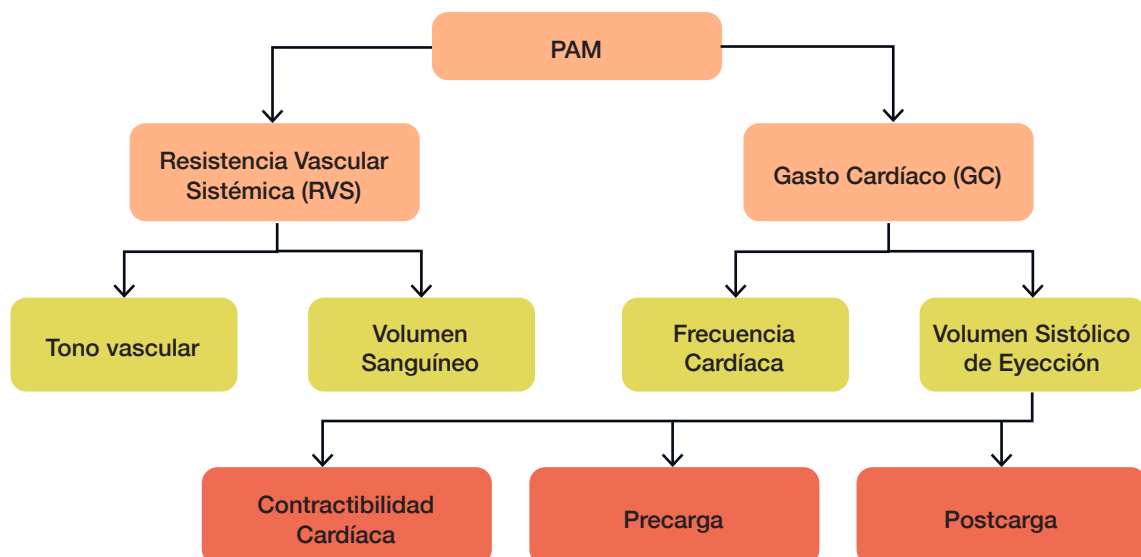 PAM
Resistencia Vascular
Sistémica (RVS)
Gasto Cardíaco (GC)
Tono vascular
Volumen
Sanguíneo
Frecuencia
Cardíaca
Volumen Sistólico
de Eyección
Contractibilidad
Cardíaca
Precarga
Postcarga